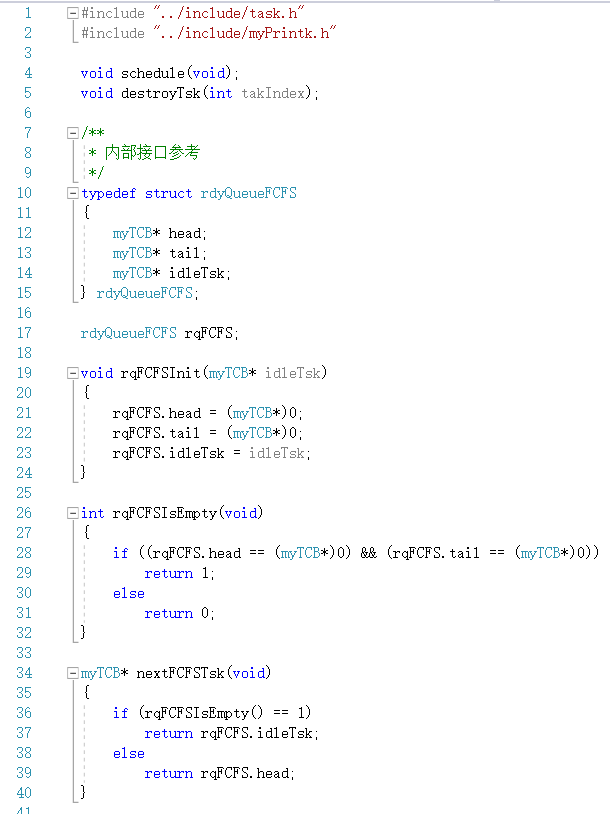 1 #include "../include/task.h"
2 #include "../include/myPrintk.h"
3
4 void schedule(void);
5 void destroyTsk(int takIndex);
6
7 /**
8 * 内部接口参考
9 */
10 typedef struct rdyQueueFCFS
11 {
12 myTCB* head;
13 myTCB* tail;
14 myTCB* idleTsk;
15 } rdyQueueFCFS;
16
17 rdyQueueFCFS rqFCFS;
18
19 void rqFCFSInit(myTCB* idleTsk)
20 {
21 rqFCFS.head = (myTCB*)0;
22 rqFCFS.tail = (myTCB*)0;
23 rqFCFS.idleTsk = idleTsk;
24 }
25
26 int rqFCFSIsEmpty(void)
27 {
28 if ((rqFCFS.head == (myTCB*)0) && (rqFCFS.tail == (myTCB*)0))
29 return 1;
30 else
31 return 0;
32 }
33
34 myTCB* nextFCFSTsk(void)
35 {
36 if (rqFCFSIsEmpty() == 1)
37 return rqFCFS.idleTsk;
38 else
39 return rqFCFS.head;
40 }
41